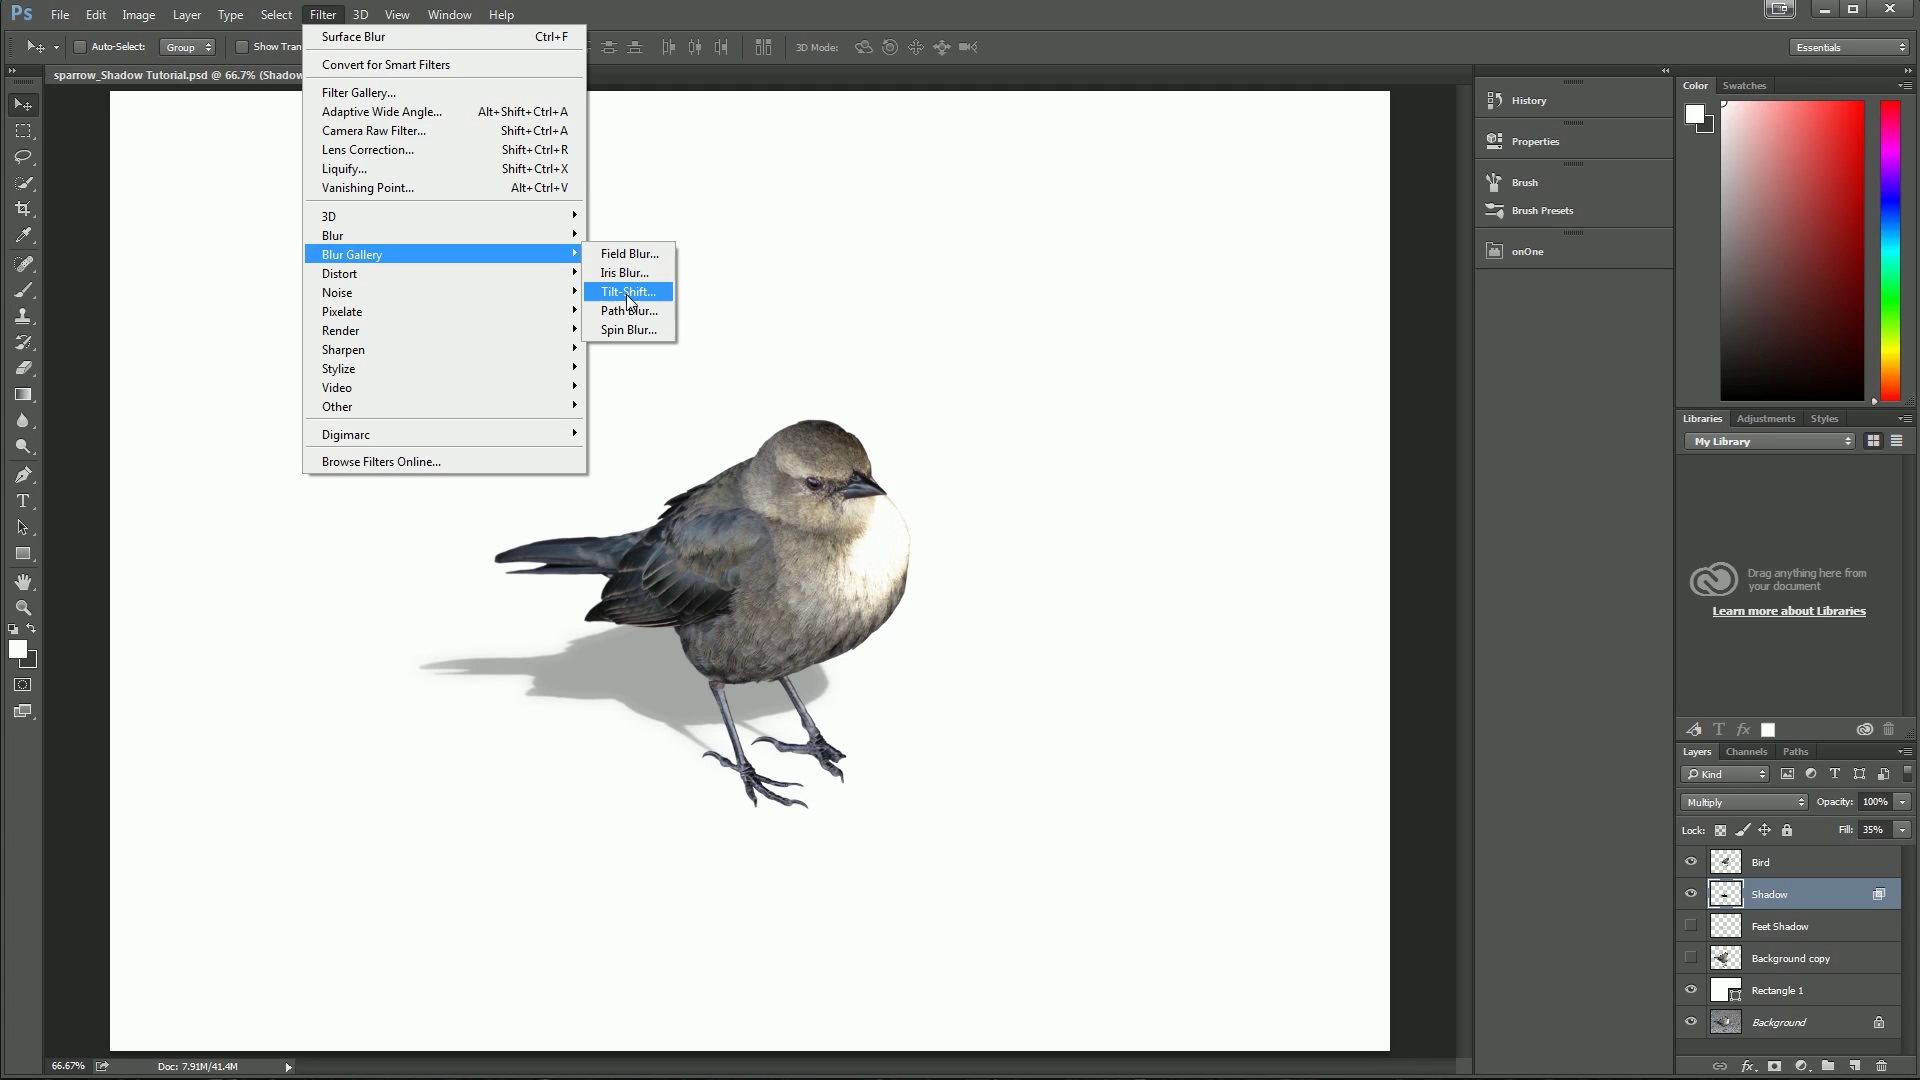 Ps File Edit Image Layer Type Select Filter 3D View Window Help
Auto-Select: Group Show Tran 3D Mode: Essentials
sparrow_Shadow Tutorial.psd @ 66.7% (Shadow
Surface Blur Ctrl+F
Convert for Smart Filters
Filter Gallery...
Adaptive Wide Angle... Alt+Shift+Ctrl+A
Camera Raw Filter... Shift+Ctrl+A
Lens Correction... Shift+Ctrl+R
Liquify... Shift+Ctrl+X
Vanishing Point... Alt+Ctrl+V
3D
Blur
Blur Gallery
Distort
Noise
Pixelate
Render
Sharpen
Stylize
Video
Other
Digimarc
Browse Filters Online...
Field Blur...
Iris Blur...
Tilt-Shift...
Path Blur...
Spin Blur...
History
Properties
Brush
Brush Presets
onOne
Color Swatches
Libraries Adjustments Styles
My Library
Drag anything here from
your document
Learn more about Libraries
Layers Channels Paths
Kind
Multiply Opacity: 100%
Lock: Fill: 35%
Bird
Shadow
Feet Shadow
Background copy
Rectangle 1
Background
66.67% Doc: 7.91M/41.4M